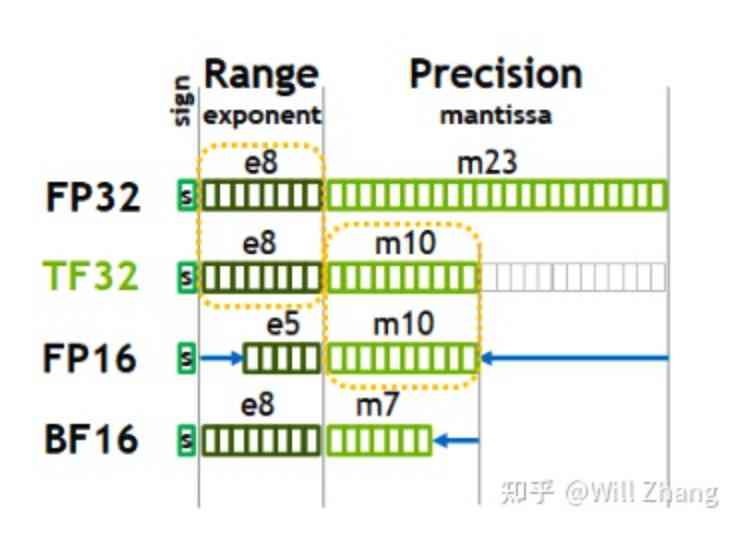 sign
Range
Precision
exponent
mantissa
e8
m23
FP32
s
e8
m10
TF32
s
e5
m10
FP16
s
e8
m7
BF16
s
知乎 @Will Zhang